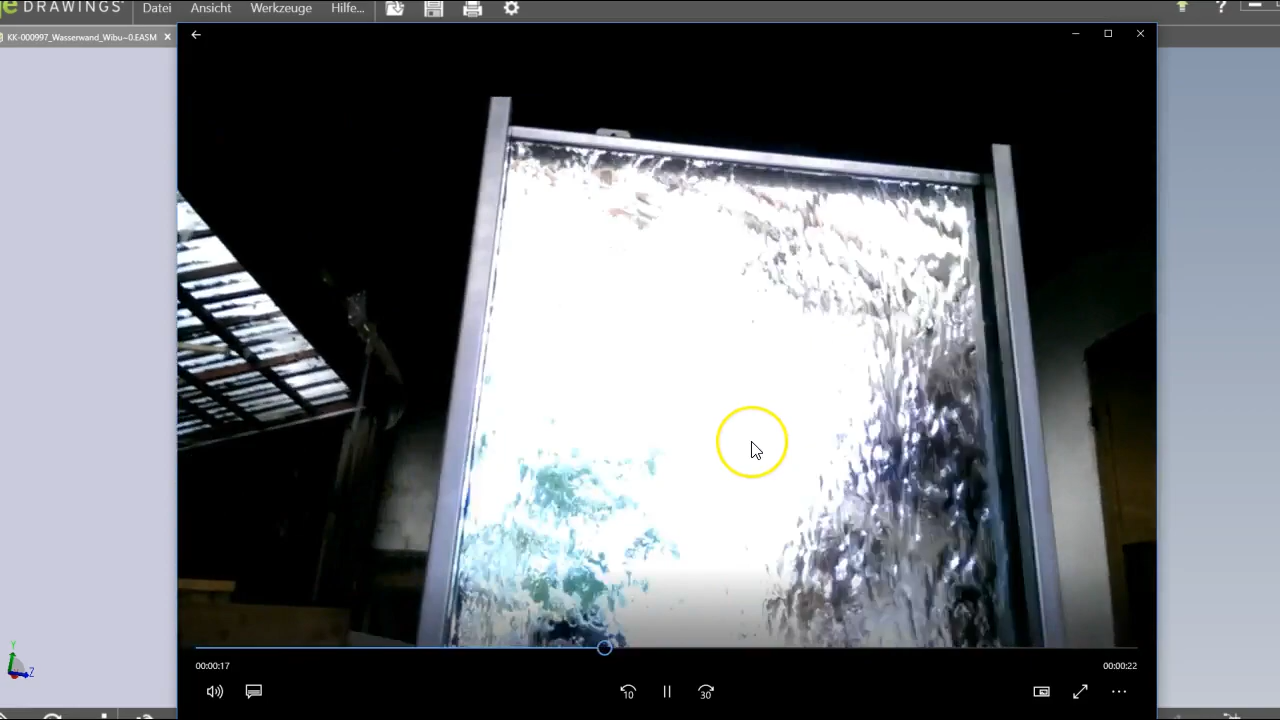 DRAWINGS Datei Ansicht Werkzeuge Hilfe... ?
KK-000997_Wasserwand_Wibu~0.EASM
Y
Z
00:00:17 00:00:22
10 30